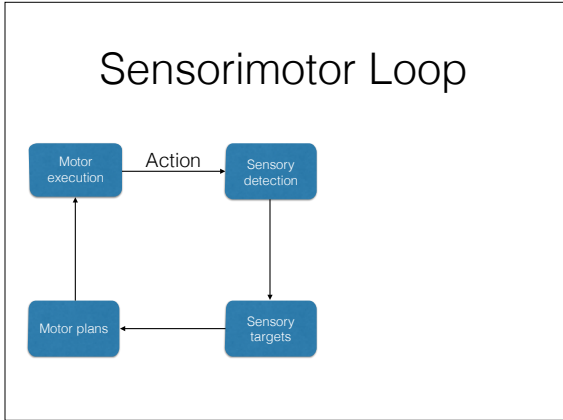 Sensorimotor Loop
Motor
execution
Action
Sensory
detection
Motor plans
Sensory
targets